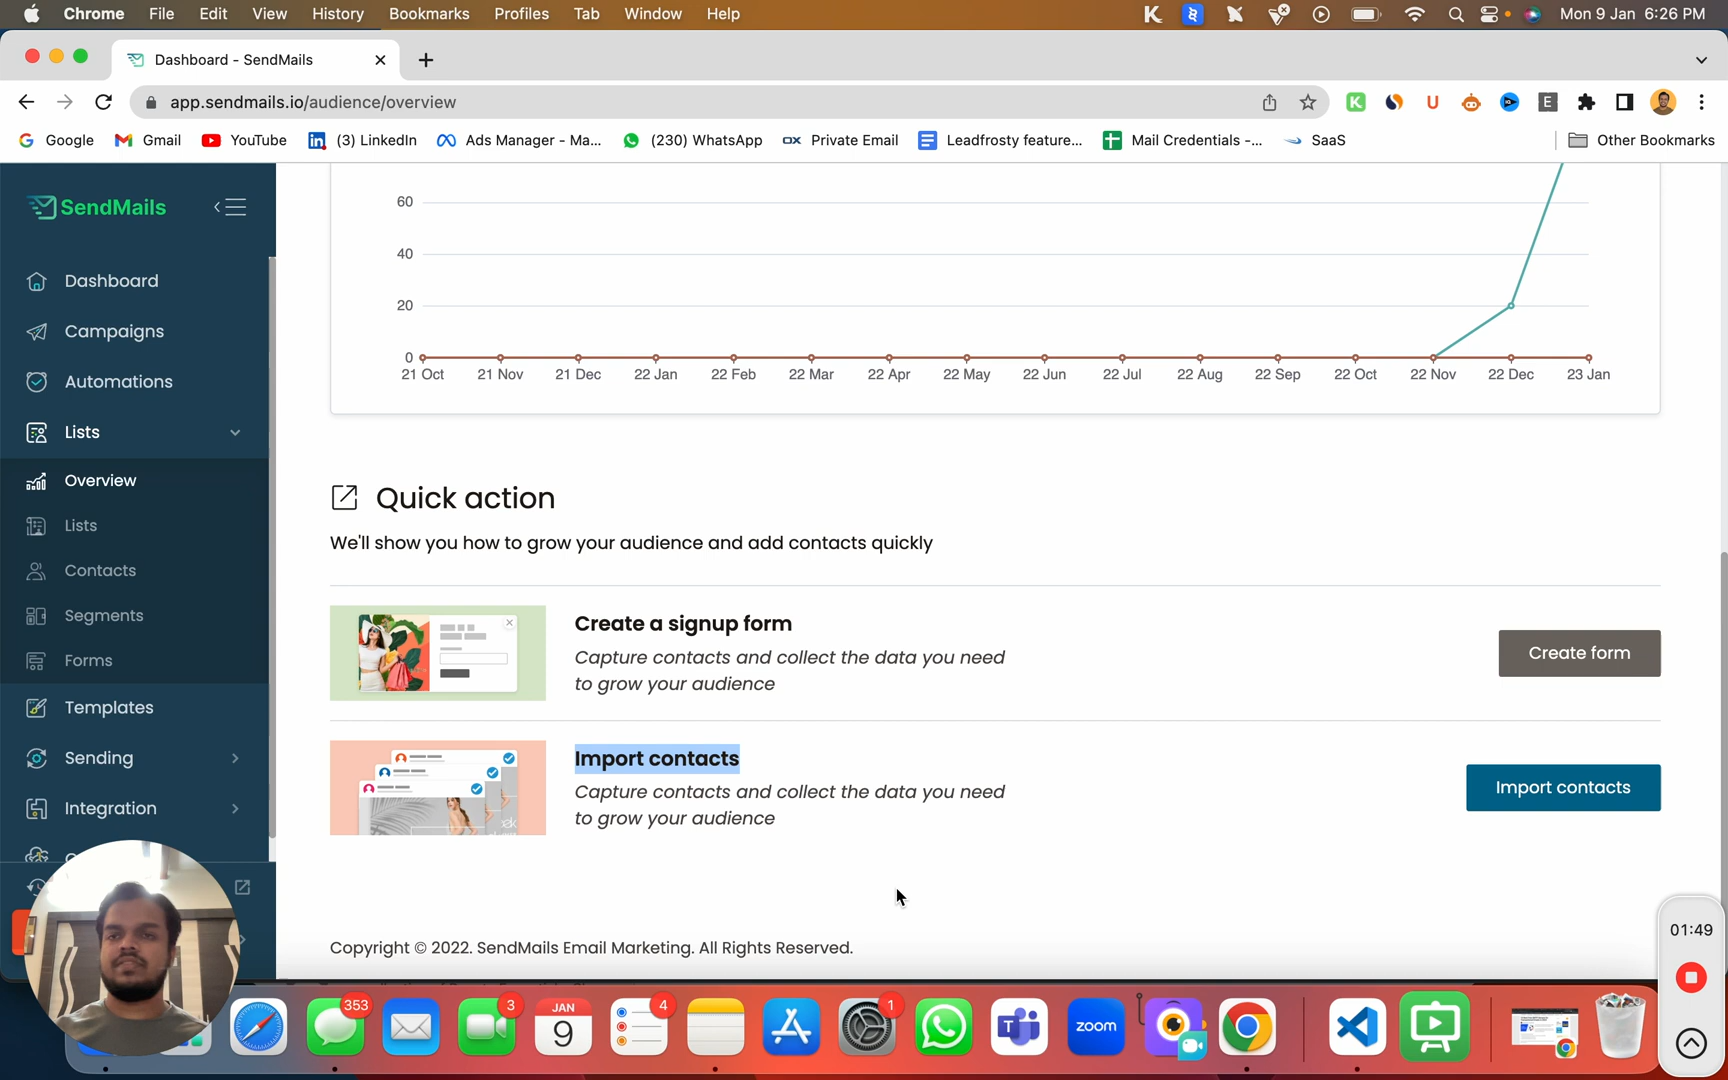 Chrome File Edit View History Bookmarks Profiles Tab Window Help Mon 9 Jan 6:26 PM
Dashboard - SendMails
app.sendmails.io/audience/overview
Google Gmail YouTube (3) LinkedIn Ads Manager - Ma... (230) WhatsApp Private Email Leadfrosty feature... Mail Credentials -... SaaS Other Bookmarks
SendMails
Dashboard
Campaigns
Automations
Lists
Overview
Lists
Contacts
Segments
Forms
Templates
Sending
Integration
60
40
20
0
21 Oct 21 Nov 21 Dec 22 Jan 22 Feb 22 Mar 22 Apr 22 May 22 Jun 22 Jul 22 Aug 22 Sep 22 Oct 22 Nov 22 Dec 23 Jan
Quick action
We'll show you how to grow your audience and add contacts quickly
Create a signup form
Capture contacts and collect the data you need
to grow your audience
Create form
Import contacts
Capture contacts and collect the data you need
to grow your audience
Import contacts
Copyright © 2022. SendMails Email Marketing. All Rights Reserved.
01:49
353
3
JAN
9
4
1
zoom